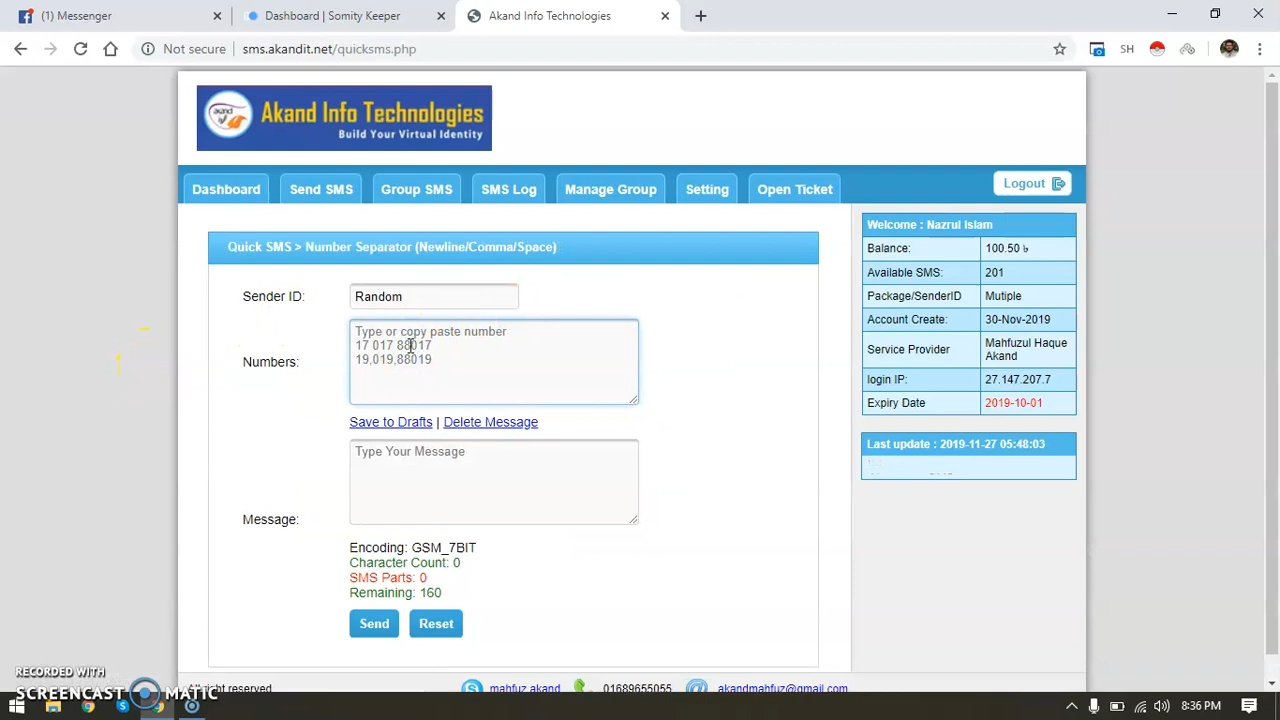 (1) Messenger
Dashboard | Somity Keeper
Akand Info Technologies
Not secure | sms.akandit.net/quicksms.php
SH
akand
Akand Info Technologies
Build Your Virtual Identity
Dashboard
Send SMS
Group SMS
SMS Log
Manage Group
Setting
Open Ticket
Logout
Quick SMS > Number Separator (Newline/Comma/Space)
Sender ID:
Random
Numbers:
Type or copy paste number
17 017 88017
19,019,88019
Save to Drafts | Delete Message
Message:
Type Your Message
Encoding: GSM_7BIT
Character Count: 0
SMS Parts: 0
Remaining: 160
Send
Reset
Welcome : Nazrul Islam
Balance: 100.50 ৳
Available SMS: 201
Package/SenderID Mutiple
Account Create: 30-Nov-2019
Service Provider Mahfuzul Haque Akand
login IP: 27.147.207.7
Expiry Date 2019-10-01
Last update : 2019-11-27 05:48:03
All right reserved
mahfuz.akand
01689655055
akandmahfuz@gmail.com
RECORDED WITH
SCREENCAST MATIC
8:36 PM